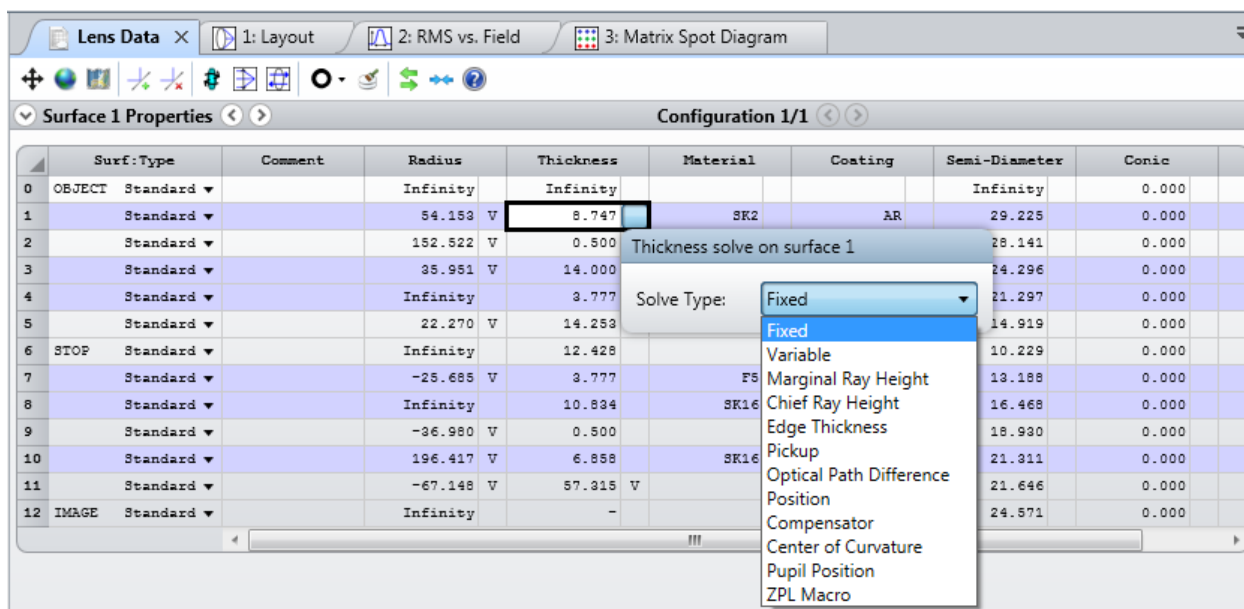 Lens Data × 1: Layout 2: RMS vs. Field 3: Matrix Spot Diagram
Surface 1 Properties Configuration 1/1
Surf:Type Comment Radius Thickness Material Coating Semi-Diameter Conic
0 OBJECT Standard Infinity Infinity Infinity 0.000
1 Standard 54.153 V 8.747 SK2 AR 29.225 0.000
2 Standard 152.522 V 0.500 28.141 0.000
3 Standard 35.951 V 14.000 24.296 0.000
4 Standard Infinity 3.777 21.297 0.000
5 Standard 22.270 V 14.253 14.919 0.000
6 STOP Standard Infinity 12.428 10.229 0.000
7 Standard -25.685 V 3.777 F5 13.188 0.000
8 Standard Infinity 10.834 SK16 16.468 0.000
9 Standard -36.980 V 0.500 18.930 0.000
10 Standard 196.417 V 6.858 SK16 21.311 0.000
11 Standard -67.148 V 57.315 V 21.646 0.000
12 IMAGE Standard Infinity - 24.571 0.000
Thickness solve on surface 1
Solve Type: Fixed
Fixed
Variable
Marginal Ray Height
Chief Ray Height
Edge Thickness
Pickup
Optical Path Difference
Position
Compensator
Center of Curvature
Pupil Position
ZPL Macro